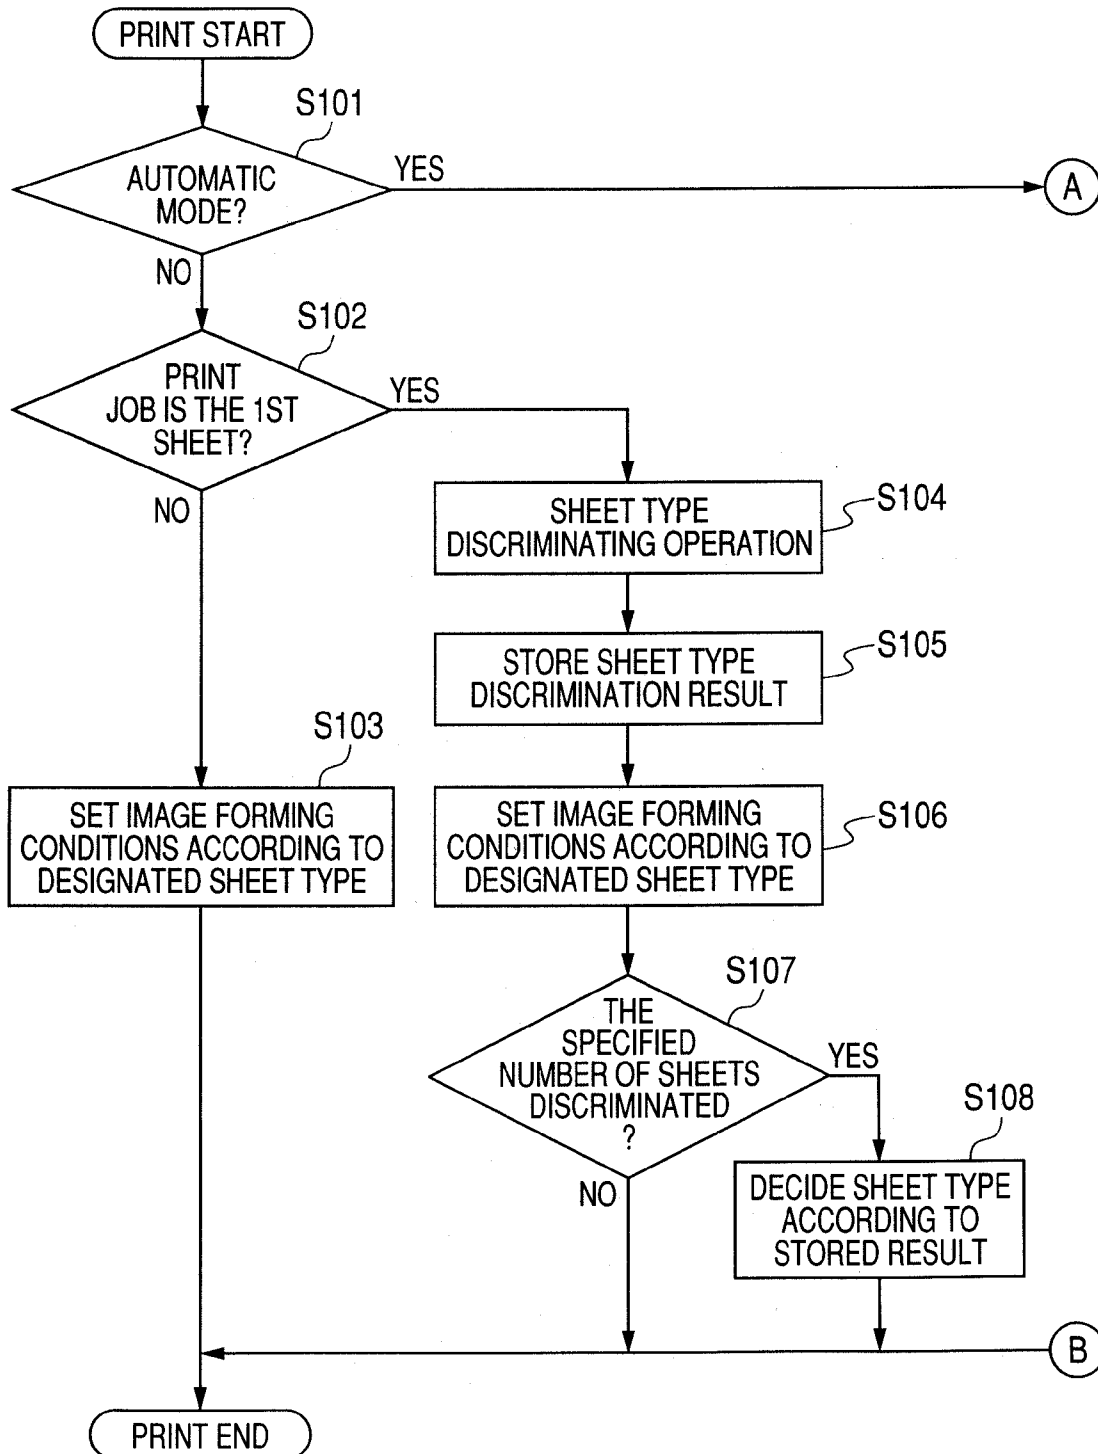 PRINT START
S101
AUTOMATIC
MODE?
YES
A
NO
S102
PRINT
JOB IS THE 1ST
SHEET?
YES
NO
SHEET TYPE
DISCRIMINATING OPERATION
S104
STORE SHEET TYPE
DISCRIMINATION RESULT
S105
S103
SET IMAGE FORMING
CONDITIONS ACCORDING TO
DESIGNATED SHEET TYPE
SET IMAGE FORMING
CONDITIONS ACCORDING TO
DESIGNATED SHEET TYPE
S106
S107
THE
SPECIFIED
NUMBER OF SHEETS
DISCRIMINATED
?
YES
NO
S108
DECIDE SHEET TYPE
ACCORDING TO
STORED RESULT
B
PRINT END